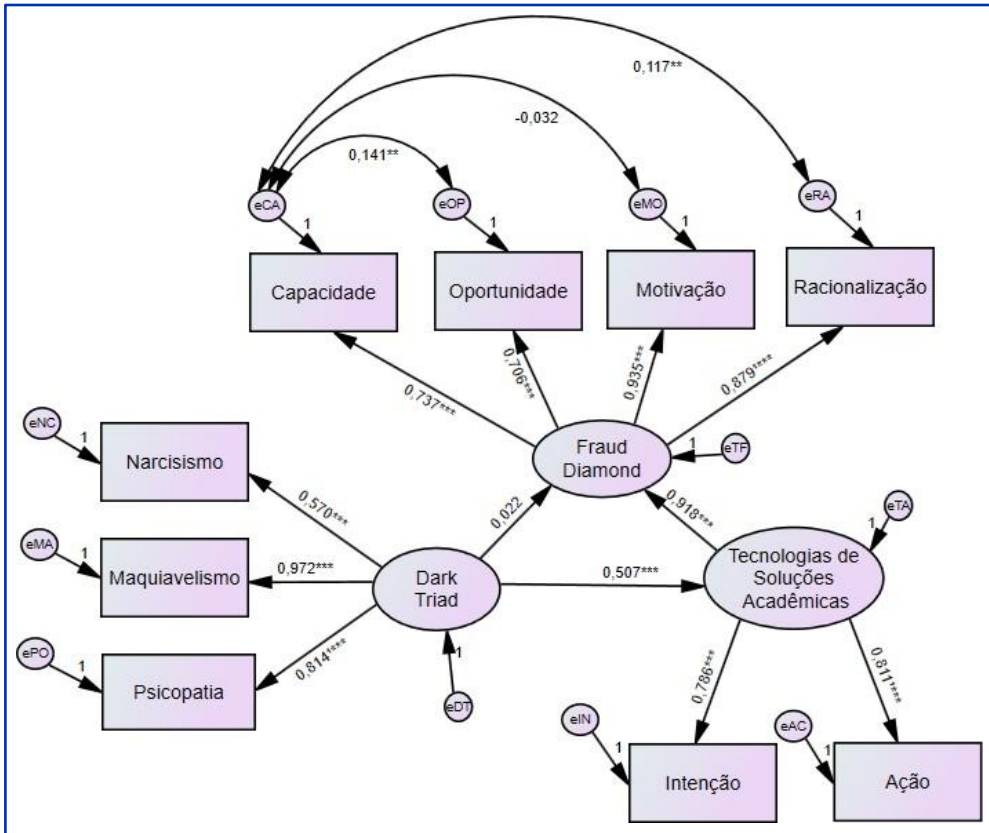 0,117**
-0,032
0,141**
eCA
eOP
eMO
eRA
1
1
1
1
Capacidade
Oportunidade
Motivação
Racionalização
0,737***
0,706***
0,935***
0,879****
eNC
1
Narcisismo
Fraud
Diamond
1
eTF
0,570***
0,022
0,918***
eTA
1
eMA
1
Maquiavelismo
0,972***
Dark
Triad
0,507***
Tecnologias de
Soluções
Acadêmicas
ePO
1
Psicopatia
0,814****
1
eDT
0,786***
0,811****
eIN
1
Intenção
eAC
1
Ação